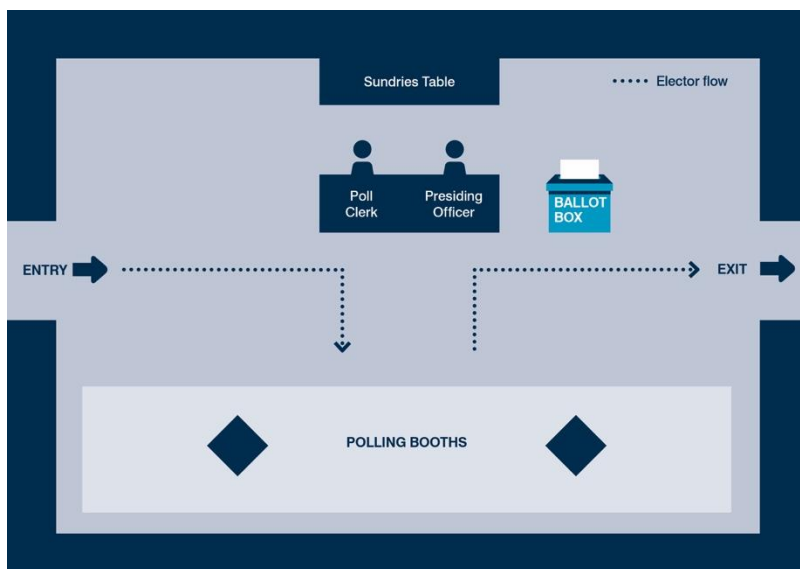 Sundries Table
Elector flow
Poll
Clerk
Presiding
Officer
BALLOT
BOX
ENTRY
EXIT
POLLING BOOTHS